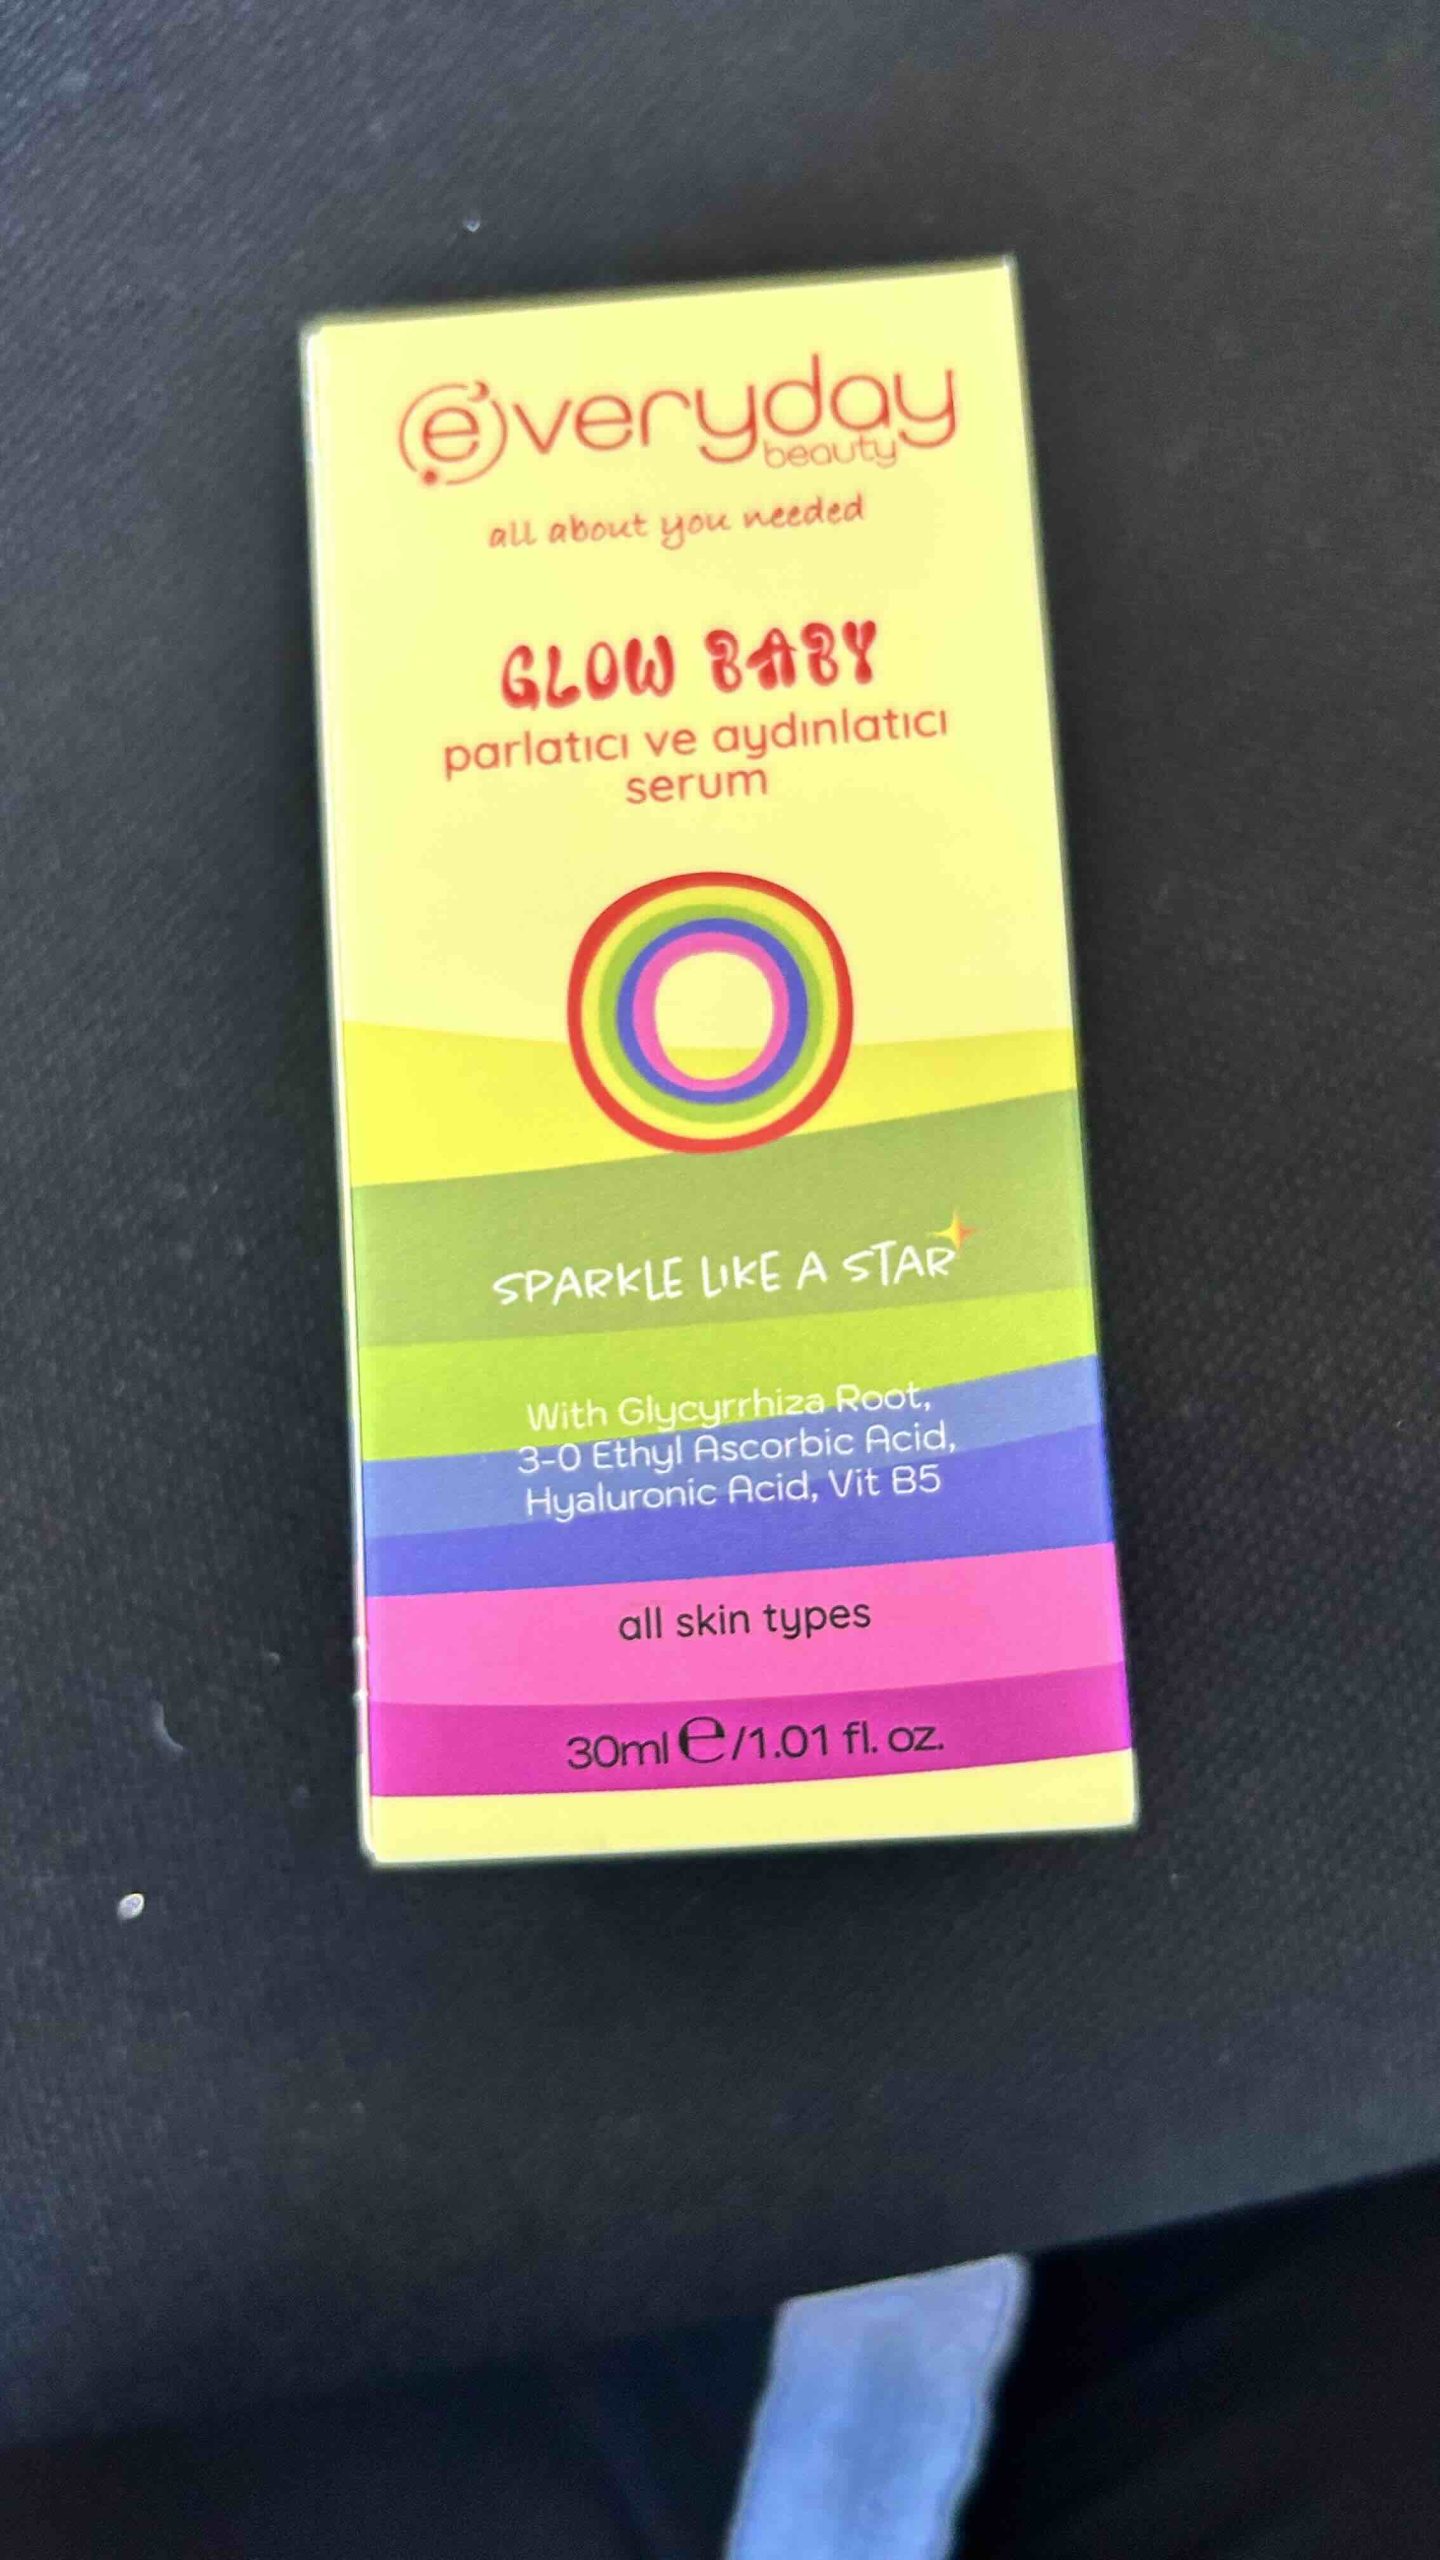 everyday
beauty
all about you needed
GLOW BABY
parlatıcı ve aydınlatıcı
serum
SPARKLE LIKE A STAR
With Glycyrrhiza Root,
3-0 Ethyl Ascorbic Acid,
Hyaluronic Acid, Vit B5
all skin types
30ml e/1.01 fl. oz.